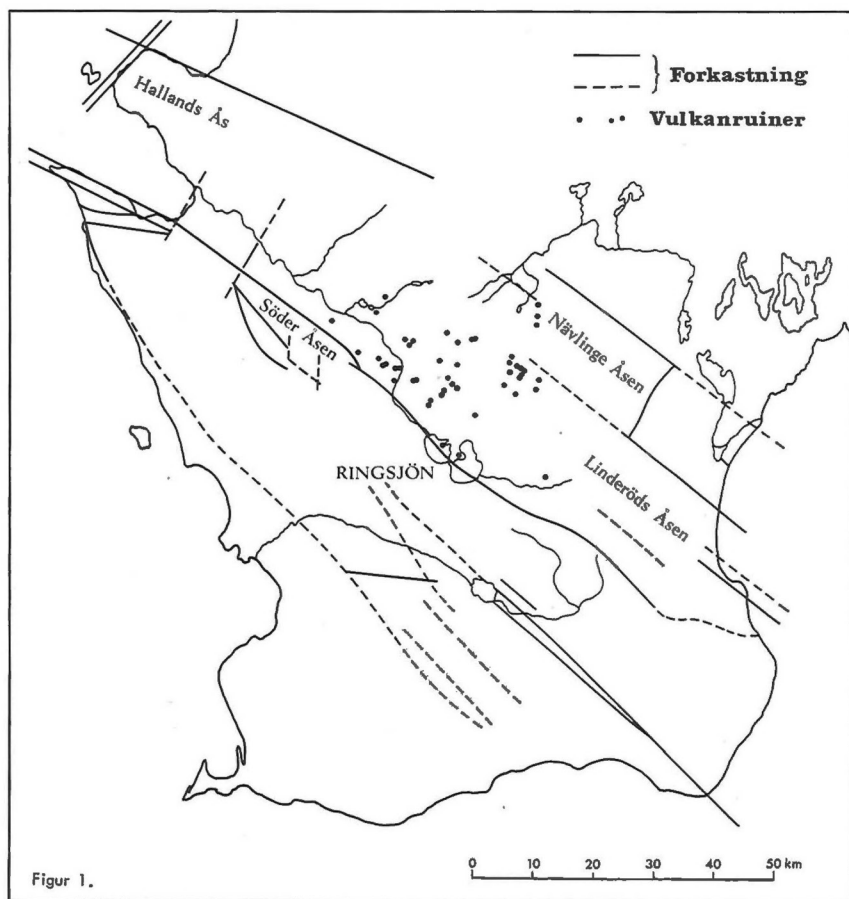 Forkastning
Vulkanruiner
Hallands Ås
Söder Åsen
Nävlinge Åsen
RINGSJÖN
Linderöds Åsen
0 10 20 30 40 50 km
Figur 1.